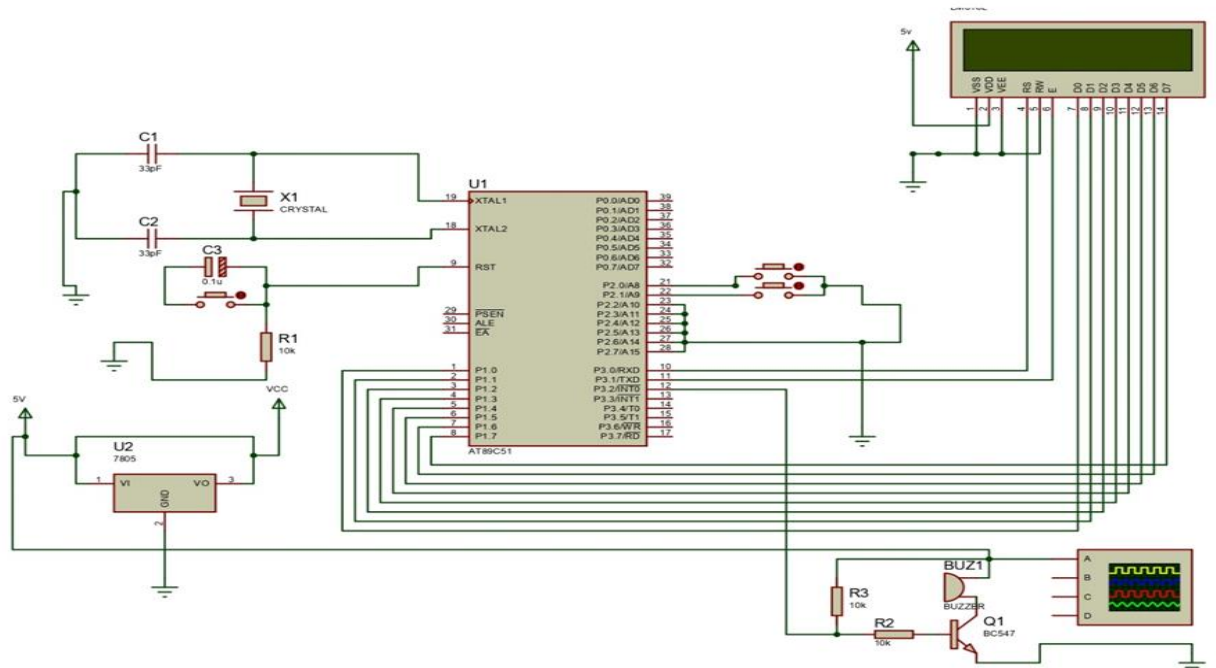 5v
VSS
VDD
VEE
RS
RW
E
D0
D1
D2
D3
D4
D5
D6
D7
1
2
3
4
5
6
7
8
9
10
11
12
13
14
C1
33pF
X1
CRYSTAL
C2
33pF
C3
0.1u
R1
10k
U1
19 XTAL1
18 XTAL2
9 RST
29 PSEN
30 ALE
31 EA
1 P1.0
2 P1.1
3 P1.2
4 P1.3
5 P1.4
6 P1.5
7 P1.6
8 P1.7
P0.0/AD0 39
P0.1/AD1 38
P0.2/AD2 37
P0.3/AD3 36
P0.4/AD4 35
P0.5/AD5 34
P0.6/AD6 33
P0.7/AD7 32
P2.0/A8 21
P2.1/A9 22
P2.2/A10 23
P2.3/A11 24
P2.4/A12 25
P2.5/A13 26
P2.6/A14 27
P2.7/A15 28
P3.0/RXD 10
P3.1/TXD 11
P3.2/INT0 12
P3.3/INT1 13
P3.4/T0 14
P3.5/T1 15
P3.6/WR 16
P3.7/RD 17
AT89C51
5V
VCC
U2
7805
1 VI VO 3
GND
2
BUZ1
BUZZER
R3
10k
R2
10k
Q1
BC547
A
B
C
D